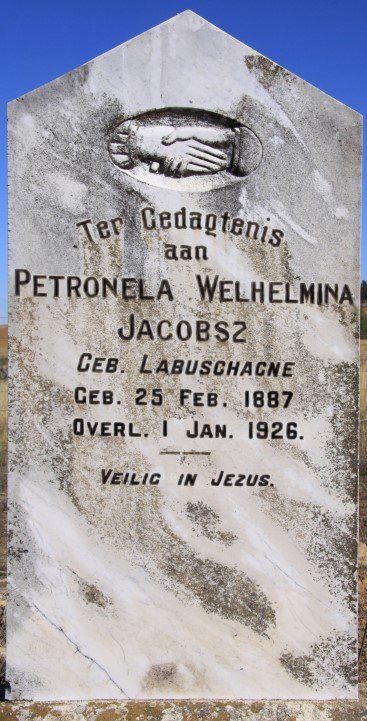 Ter Gedagtenis
aan
PETRONELA WELHELMINA
JACOBSZ
GEB. LABUSCHAGNE
GEB. 25 FEB. 1887
OVERL. 1 JAN. 1926.
VEILIG IN JEZUS.